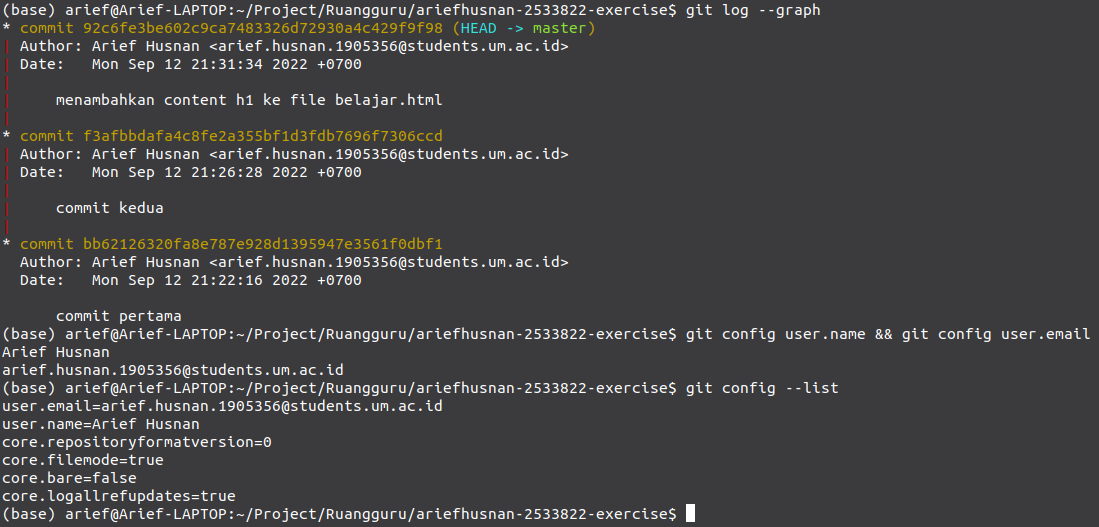 (base) arief@Arief-LAPTOP:~/Project/Ruangguru/ariefhusnan-2533822-exercise$ git log --graph
* commit 92c6fe3be602c9ca7483326d72930a4c429f9f98 (HEAD -> master)
| Author: Arief Husnan <arief.husnan.1905356@students.um.ac.id>
| Date:   Mon Sep 12 21:31:34 2022 +0700
|
|     menambahkan content h1 ke file belajar.html
|
* commit f3afbbdafa4c8fe2a355bf1d3fdb7696f7306ccd
| Author: Arief Husnan <arief.husnan.1905356@students.um.ac.id>
| Date:   Mon Sep 12 21:26:28 2022 +0700
|
|     commit kedua
|
* commit bb62126320fa8e787e928d1395947e3561f0dbf1
  Author: Arief Husnan <arief.husnan.1905356@students.um.ac.id>
  Date:   Mon Sep 12 21:22:16 2022 +0700

      commit pertama
(base) arief@Arief-LAPTOP:~/Project/Ruangguru/ariefhusnan-2533822-exercise$ git config user.name && git config user.email
Arief Husnan
arief.husnan.1905356@students.um.ac.id
(base) arief@Arief-LAPTOP:~/Project/Ruangguru/ariefhusnan-2533822-exercise$ git config --list
user.email=arief.husnan.1905356@students.um.ac.id
user.name=Arief Husnan
core.repositoryformatversion=0
core.filemode=true
core.bare=false
core.logallrefupdates=true
(base) arief@Arief-LAPTOP:~/Project/Ruangguru/ariefhusnan-2533822-exercise$